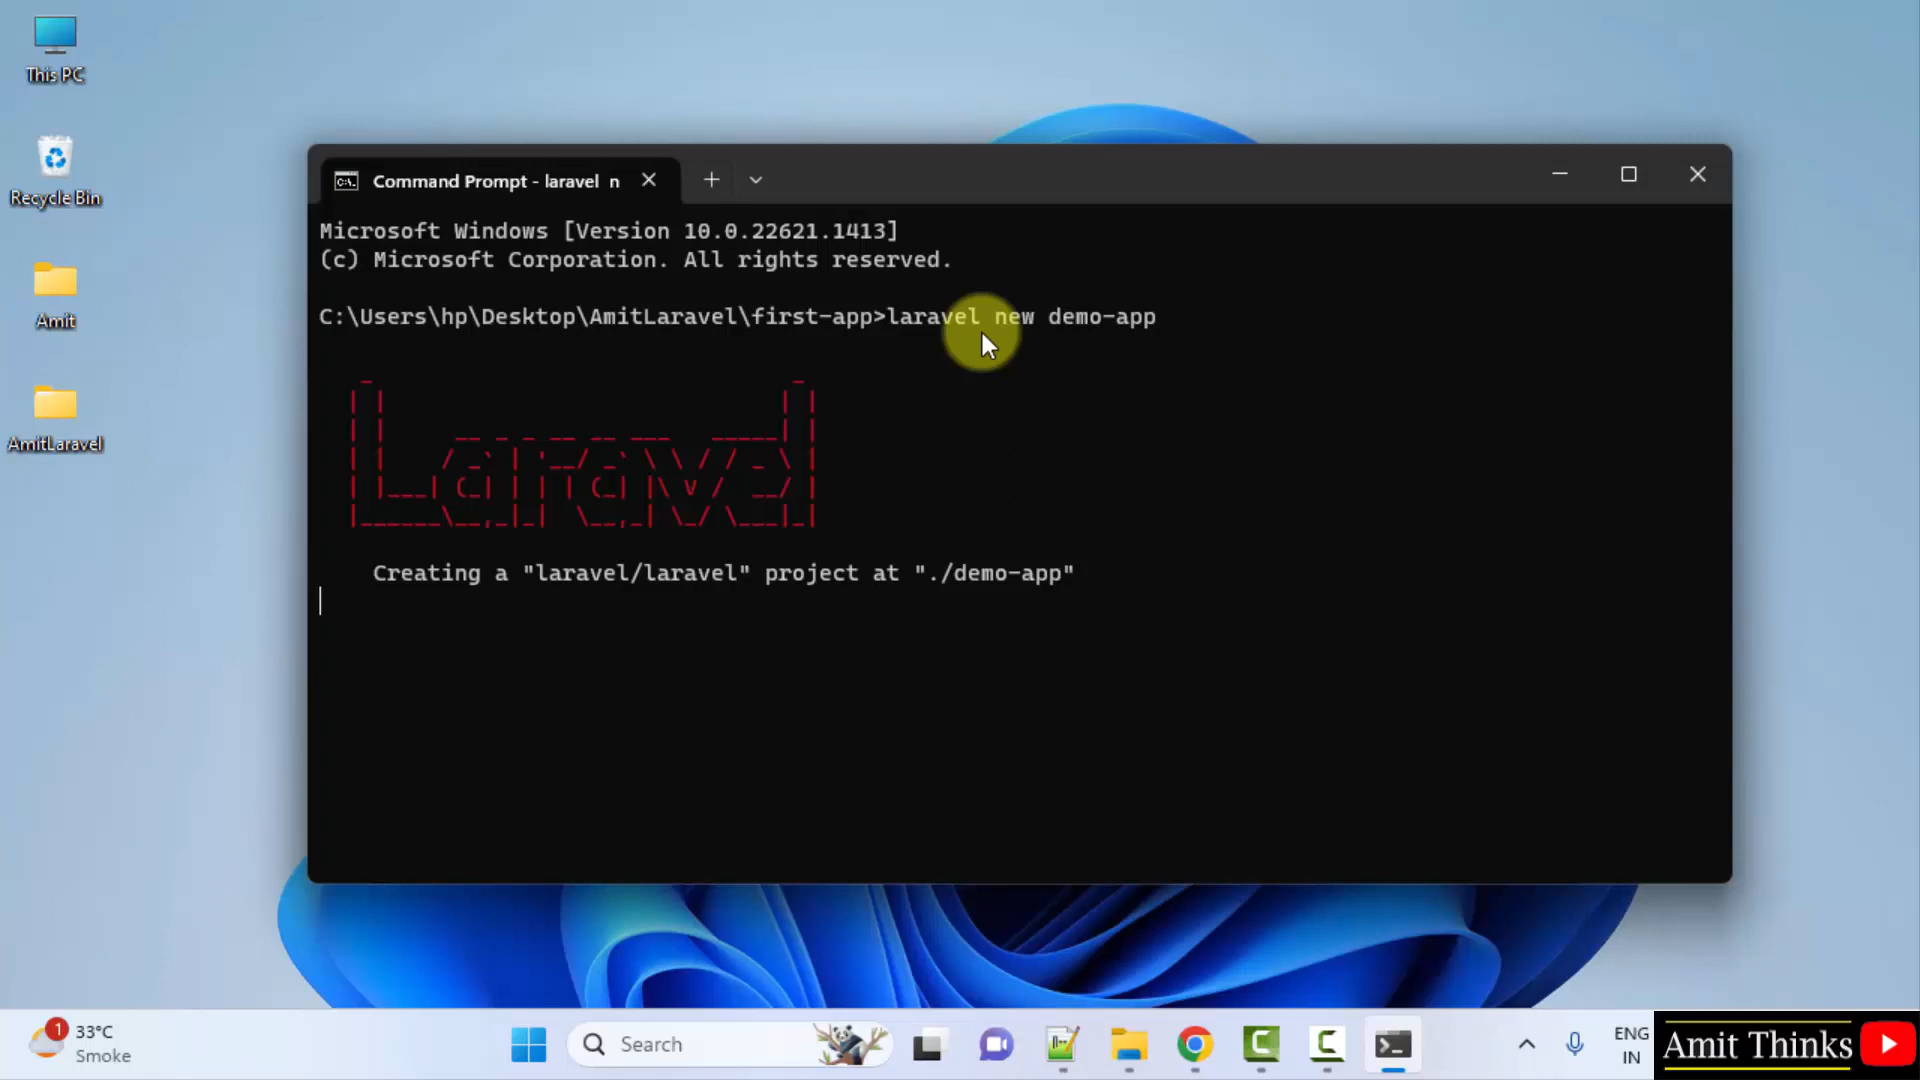 This PC
Recycle Bin
Amit
AmitLaravel
Command Prompt - laravel  n
Microsoft Windows [Version 10.0.22621.1413]
(c) Microsoft Corporation. All rights reserved.
C:\Users\hp\Desktop\AmitLaravel\first-app>laravel new demo-app
Laravel
Creating a "laravel/laravel" project at "./demo-app"
1
33°C
Smoke
Search
ENG
IN
Amit Thinks